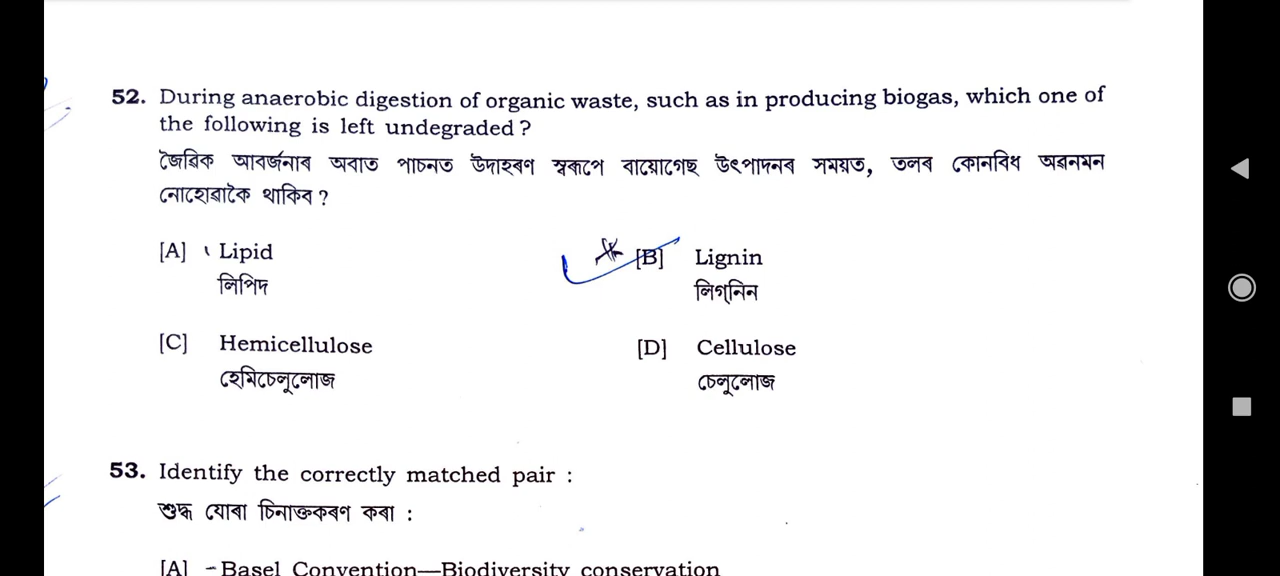 52. During anaerobic digestion of organic waste, such as in producing biogas, which one of
the following is left undegraded ?
জৈৱিক আবৰ্জনাৰ অবাত পাচনত উদাহৰণ স্বৰূপে বায়োগেছ উৎপাদনৰ সময়ত, তলৰ কোনবিধ অৱনমন
নোহোৱাকৈ থাকিব ?
[A] Lipid
লিপিদ
[B] Lignin
লিগ্‌নিন
[C] Hemicellulose
হেমিচেলুলোজ
[D] Cellulose
চেলুলোজ
53. Identify the correctly matched pair :
শুদ্ধ যোৰা চিনাক্তকৰণ কৰা :
[A] Basel Convention—Biodiversity conservation